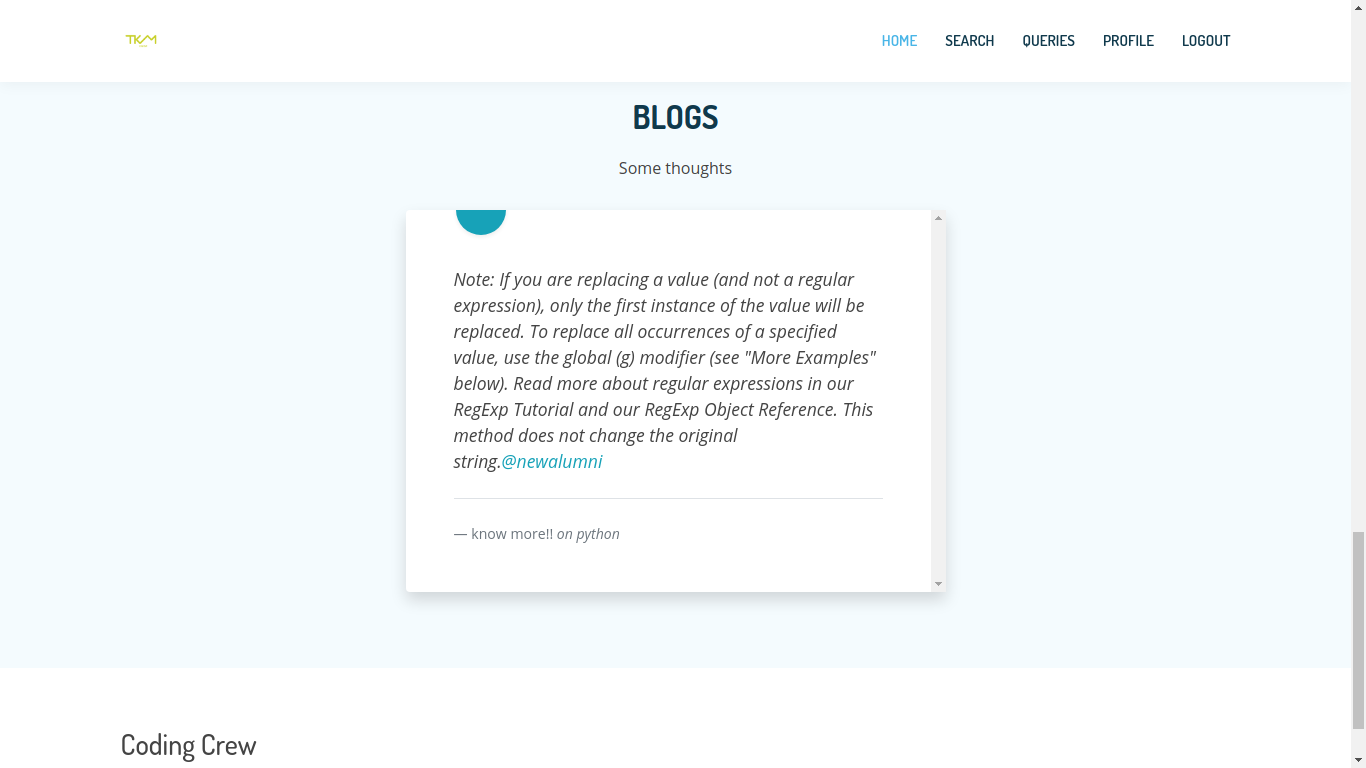 TKM
HOME SEARCH QUERIES PROFILE LOGOUT
BLOGS
Some thoughts
Note: If you are replacing a value (and not a regular
expression), only the first instance of the value will be
replaced. To replace all occurrences of a specified
value, use the global (g) modifier (see "More Examples"
below). Read more about regular expressions in our
RegExp Tutorial and our RegExp Object Reference. This
method does not change the original
string.@newalumni
— know more!! on python
Coding Crew